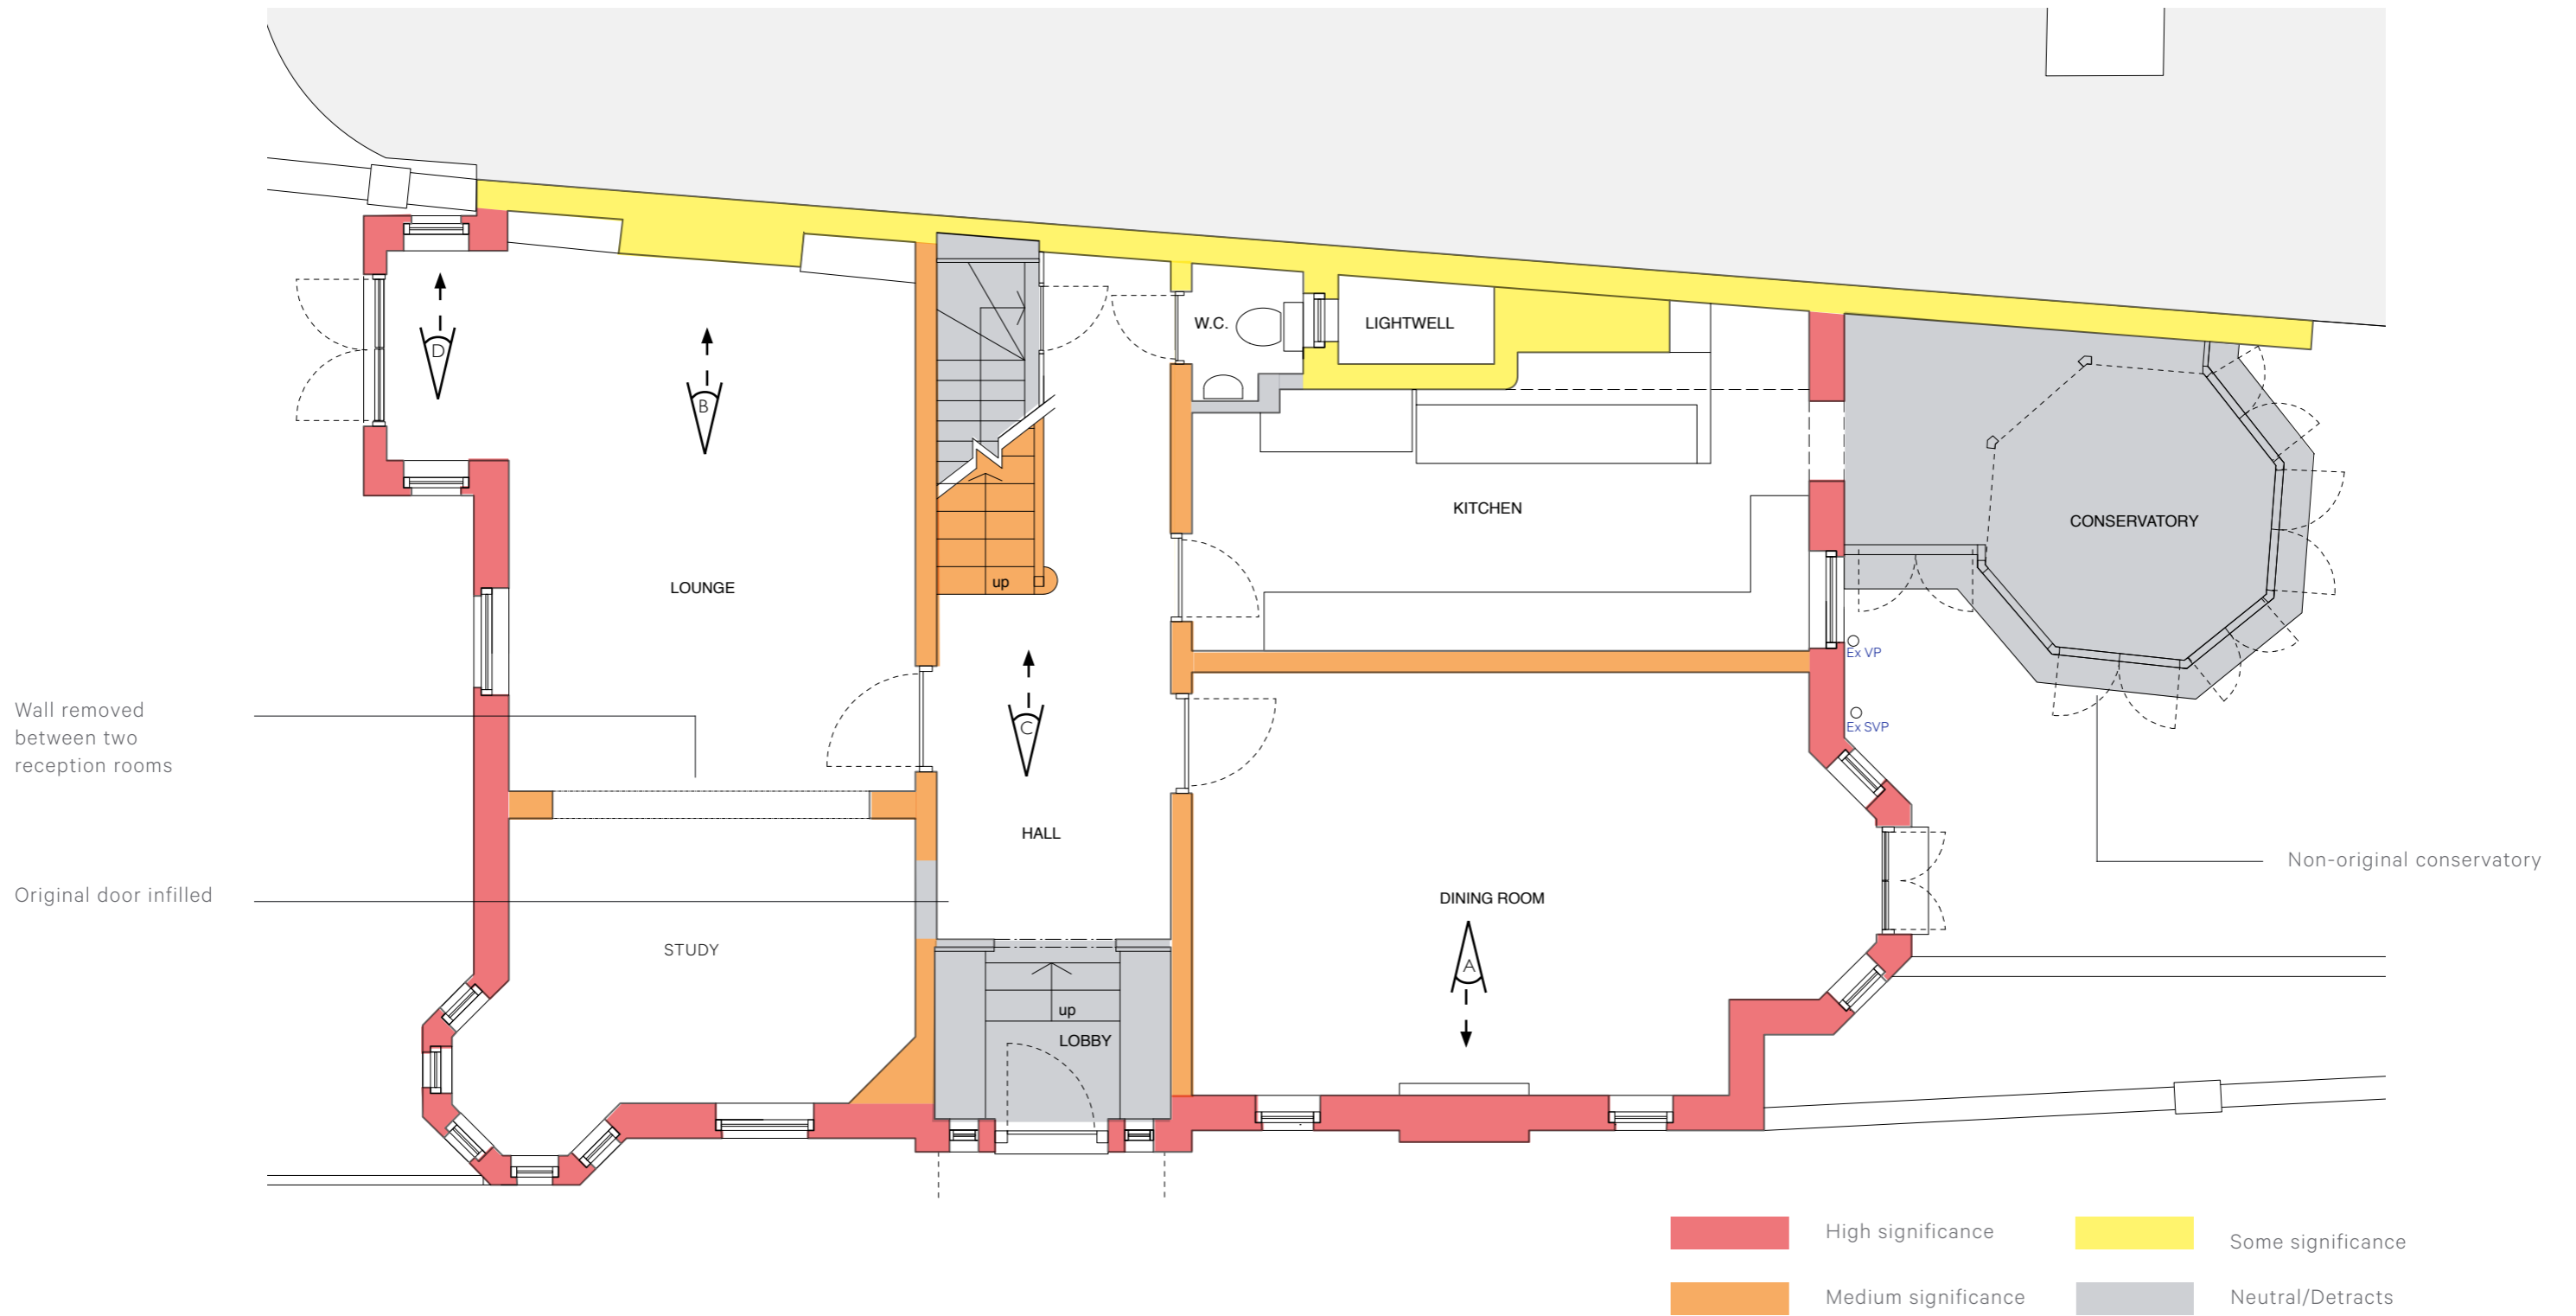 W.C.
LIGHTWELL
D
B
KITCHEN
CONSERVATORY
up
LOUNGE
Ex VP
Wall removed
between two
reception rooms
C
Ex SVP
HALL
Non-original conservatory
Original door infilled
DINING ROOM
STUDY
A
up
LOBBY
High significance
Some significance
Medium significance
Neutral/Detracts